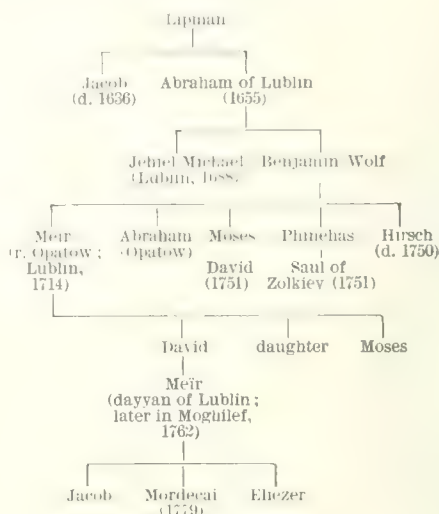 Lipman
Jacob Abraham of Lublin
(d. 1636) (1655)
Jehiel Michael Benjamin Wolf
(Lublin,
Meir Abraham Moses Phinehas Hirsch
(r. Opatow; (Opatow) (d. 1750)
Lublin, David Saul of
1714) (1751) Zolkiev (1751)
David daughter Moses
Meïr
(dayyan of Lublin;
later in Moghilef,
1762)
Jacob Mordecai Eliezer
(1779)